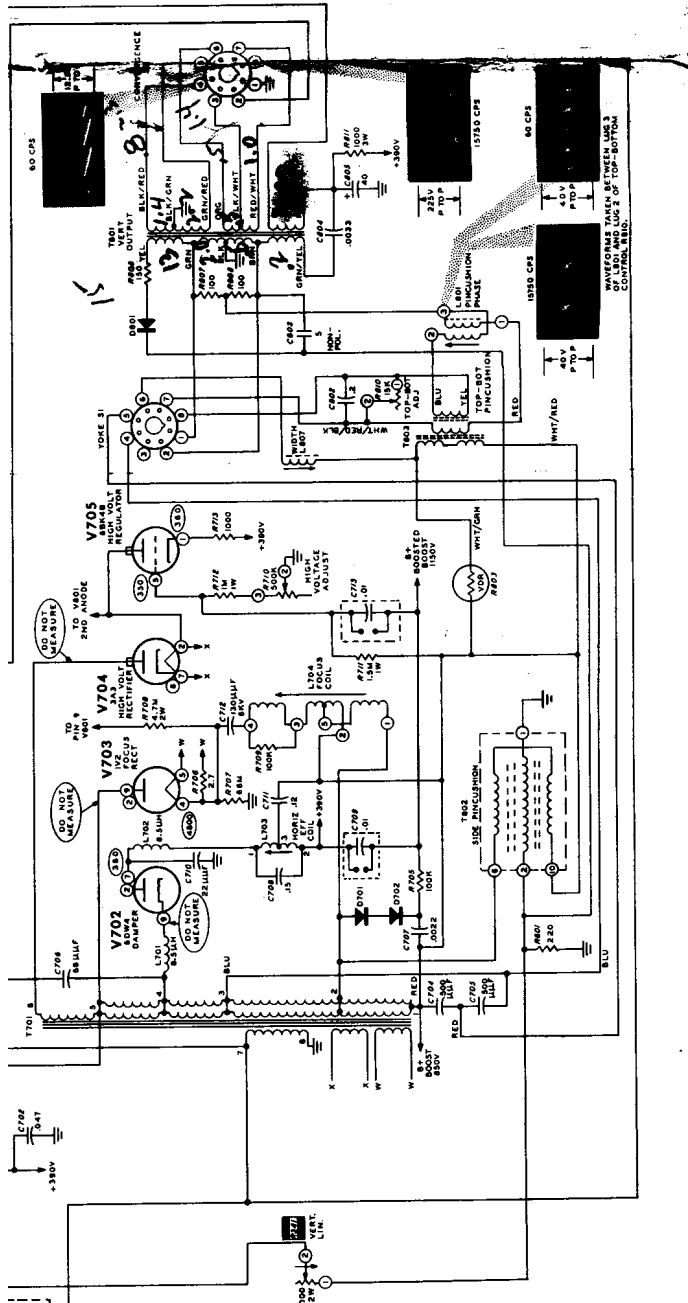 60 CPS
P TO P
CONVERGENCE
T801
VERT
OUTPUT
BLK/RED
BLK/GRN
GRN/RED
ORG
BLK/WHT
RED/WHT
YEL
GRN
BLK
GRN/YEL
R806
150
R807
100
R808
100
D801
R811
1000
3W
+390V
C805
40
C804
.0033
C803
5
NON-
POL.
15750 CPS
225V
P TO P
60 CPS
40V
P TO P
15750 CPS
40V
P TO P
WAVEFORMS TAKEN BETWEEN LUG 3
OF L801 AND LUG 2 OF TOP-BOTTOM
CONTROL R810.
L801
PINCUSHION
PHASE
YOKE SI
C802
.2
R810
15K
TOP-BOT
ADJ
WHT/RED/BLK
BLU
YEL
TOP-BOT
PINCUSHION
T803
RED
WHT/RED
WIDTH
L807
V705
6BK4B
HIGH VOLT
REGULATOR
360
350
R713
1000
+390V
R712
1M
1W
R710
500K
HIGH
VOLTAGE
ADJUST
TO V801
2ND ANODE
DO NOT
MEASURE
V704
3A3
HIGH VOLT
RECTIFIER
C713
.01
B+
BOOSTED
BOOST
1150V
WHT/GRN
VDR
R803
R711
1.5M
1W
TO
PIN 9
V801
R708
4.7M
2W
C712
130µµF
6KV
L704
FOCUS
COIL
R709
100K
V703
1V2
FOCUS
RECT
DO NOT
MEASURE
R706
2.7
R707
66M
4800
C711
.12
+390V
L702
8.5UH
L703
HORIZ
EFF
COIL
C709
.01
C708
.15
C710
22µµF
380
V702
6DW4
DAMPER
DO NOT
MEASURE
L701
8.5UH
D701
D702
R705
100K
C707
.0022
C706
68µµF
T701
BLU
RED
C704
500
µµF
C705
500
µµF
RED
BLU
B+
BOOST
850V
X
X
W
W
T802
SIDE PINCUSHION
R801
220
C702
.047
+390V
VERT.
LIN.
2W